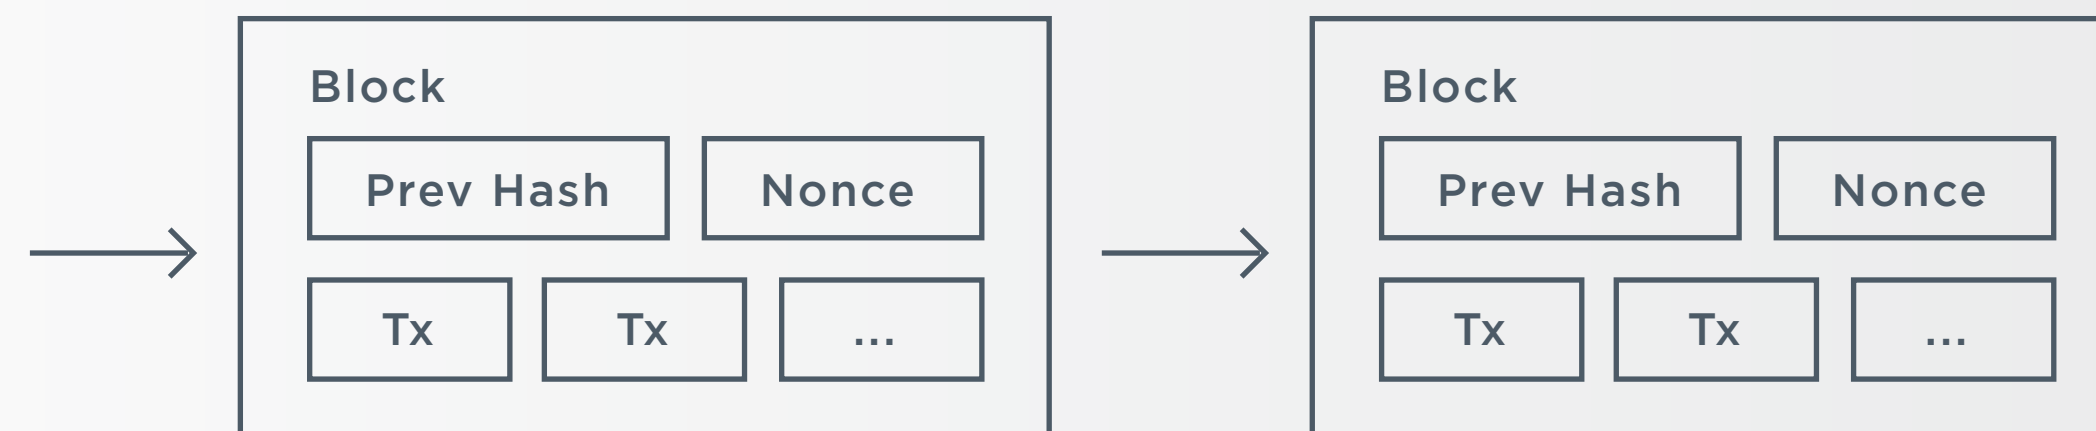 Block
Prev Hash
Nonce
Tx
Tx
...
Block
Prev Hash
Nonce
Tx
Tx
...